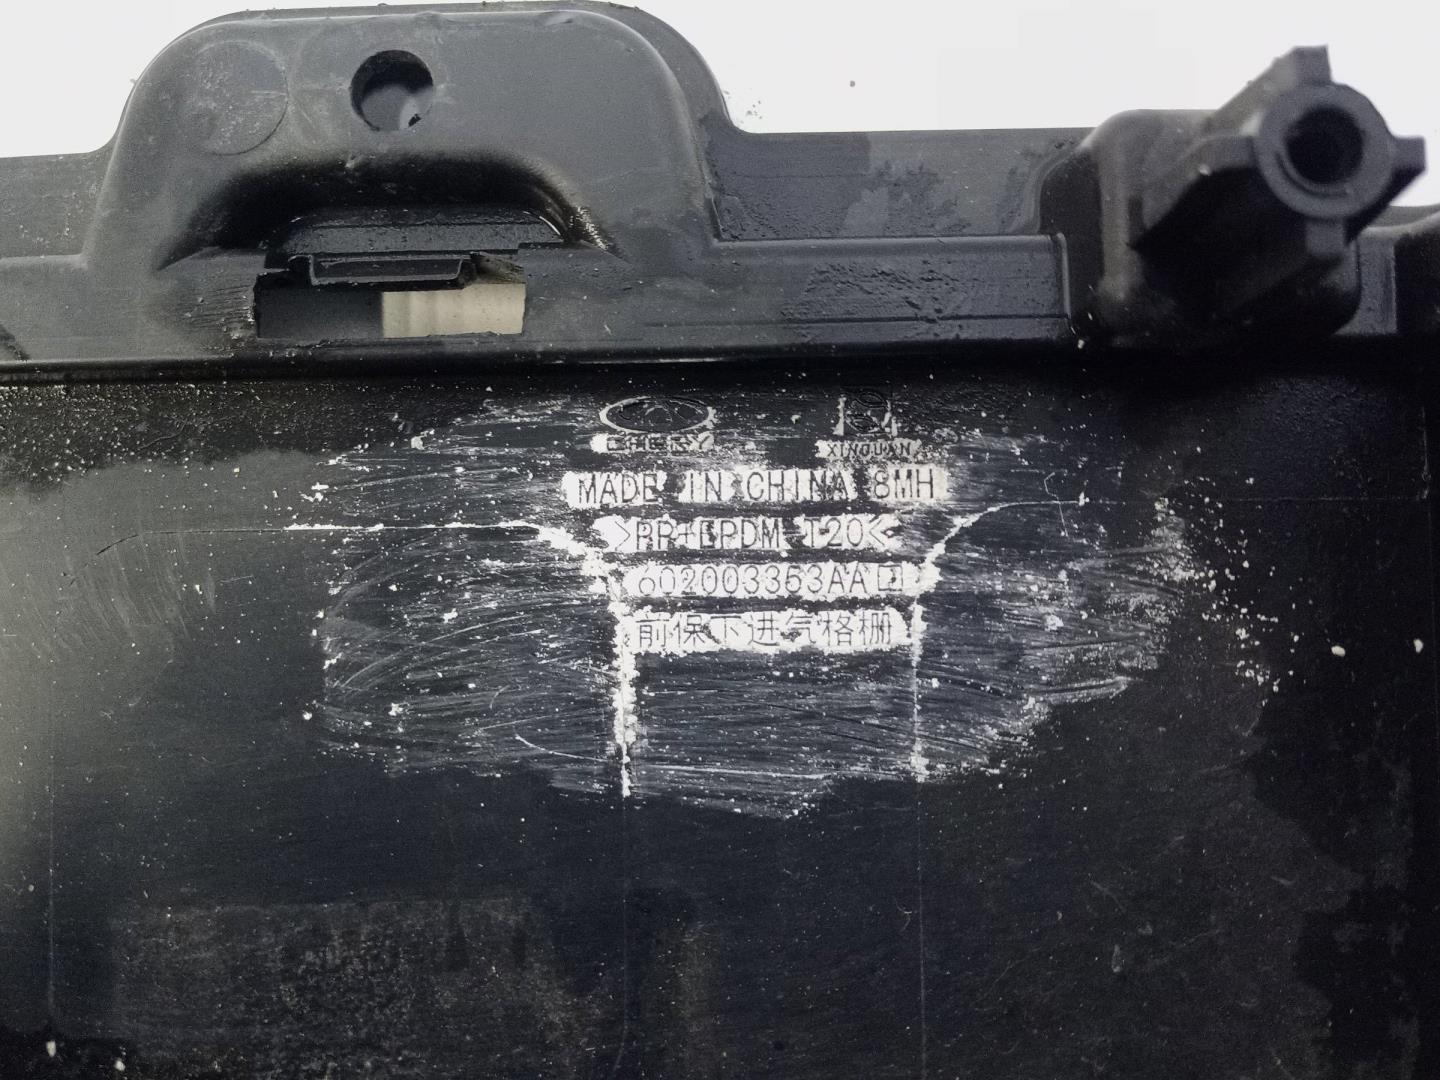 CHERY XINQUAN
MADE IN CHINA 8MH
>PP+EPDM T20<
602003353AA
前保下进气格栅